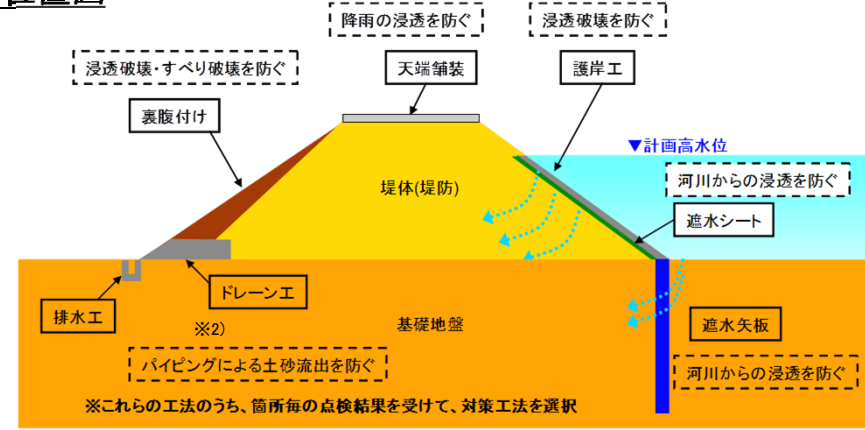 降雨の浸透を防ぐ
浸透破壊を防ぐ
浸透破壊・すべり破壊を防ぐ
天端舗装
護岸工
裏腹付け
▼計画高水位
堤体(堤防)
河川からの浸透を防ぐ
遮水シート
ドレーン工
排水工
※2)
基礎地盤
遮水矢板
パイピングによる土砂流出を防ぐ
河川からの浸透を防ぐ
※これらの工法のうち、箇所毎の点検結果を受けて、対策工法を選択